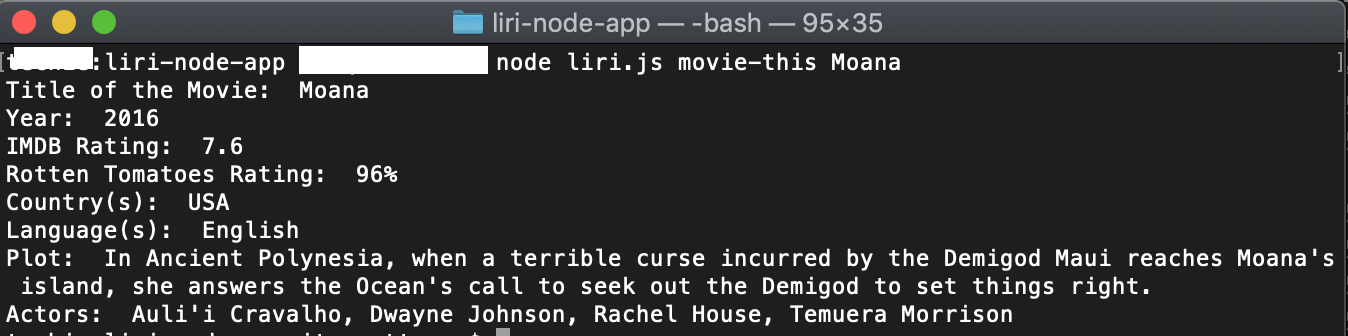 liri-node-app — -bash — 95×35
:liri-node-app node liri.js movie-this Moana
Title of the Movie:  Moana
Year:  2016
IMDB Rating:  7.6
Rotten Tomatoes Rating:  96%
Country(s):  USA
Language(s):  English
Plot:  In Ancient Polynesia, when a terrible curse incurred by the Demigod Maui reaches Moana's
island, she answers the Ocean's call to seek out the Demigod to set things right.
Actors:  Auli'i Cravalho, Dwayne Johnson, Rachel House, Temuera Morrison